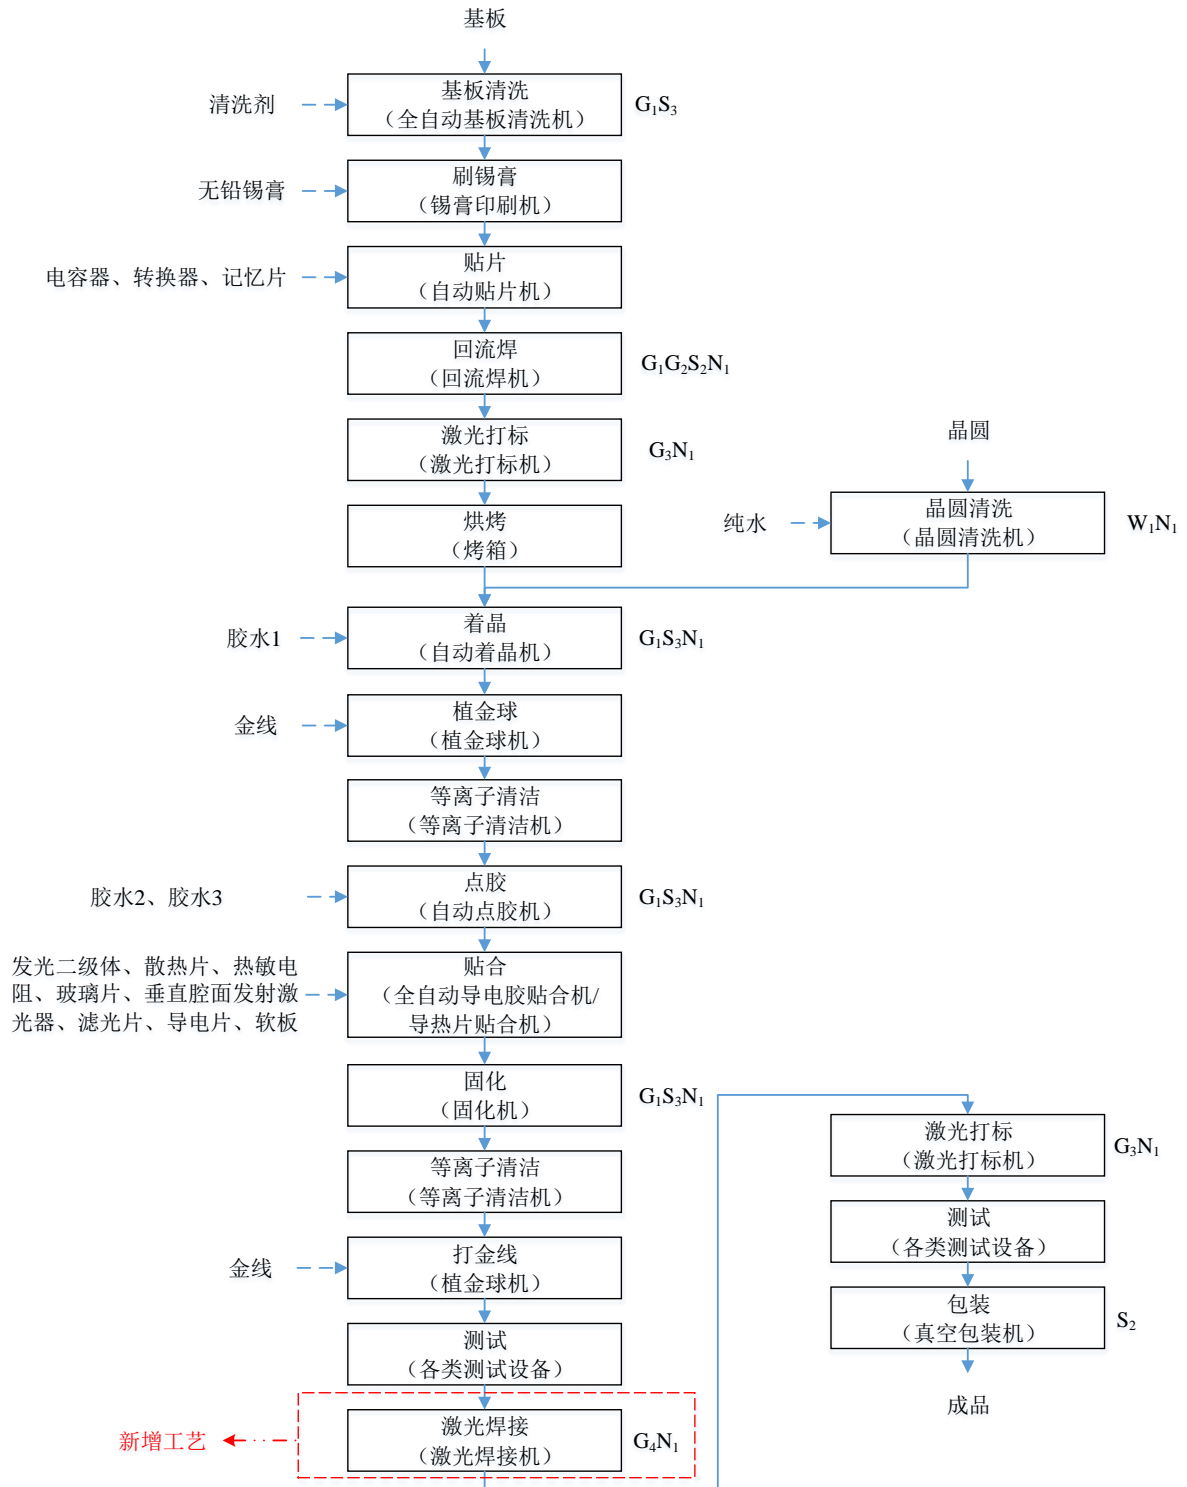 基板
基板清洗
（全自动基板清洗机）
清洗剂
G₁S₃
刷锡膏
（锡膏印刷机）
无铅锡膏
贴片
（自动贴片机）
电容器、转换器、记忆片
回流焊
（回流焊机）
G₁G₂S₂N₁
激光打标
（激光打标机）
G₃N₁
烘烤
（烤箱）
晶圆
纯水
晶圆清洗
（晶圆清洗机）
W₁N₁
胶水1
着晶
（自动着晶机）
G₁S₃N₁
金线
植金球
（植金球机）
等离子清洁
（等离子清洁机）
胶水2、胶水3
点胶
（自动点胶机）
G₁S₃N₁
发光二级体、散热片、热敏电
阻、玻璃片、垂直腔面发射激
光器、滤光片、导电片、软板
贴合
（全自动导电胶贴合机/
导热片贴合机）
固化
（固化机）
G₁S₃N₁
等离子清洁
（等离子清洁机）
金线
打金线
（植金球机）
测试
（各类测试设备）
新增工艺
激光焊接
（激光焊接机）
G₄N₁
激光打标
（激光打标机）
G₃N₁
测试
（各类测试设备）
包装
（真空包装机）
S₂
成品